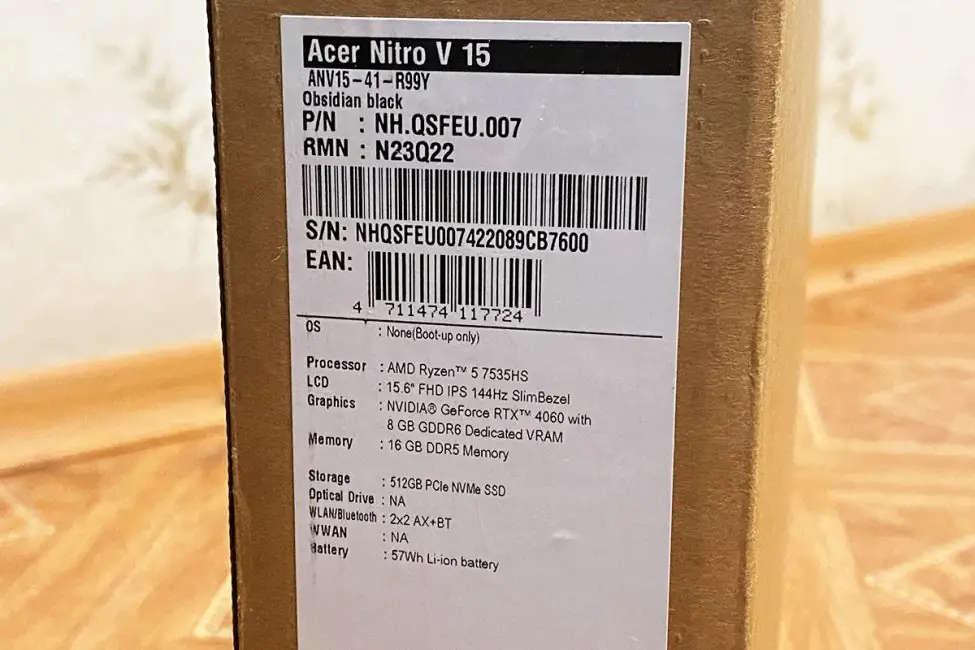 Acer Nitro V 15
ANV15-41-R99Y
Obsidian black
P/N : NH.QSFEU.007
RMN : N23Q22
S/N: NHQSFEU007422089CB7600
EAN:
4 711474 117724
OS : None(Boot-up only)
Processor : AMD Ryzen™ 5 7535HS
LCD : 15.6" FHD IPS 144Hz SlimBezel
Graphics : NVIDIA® GeForce RTX™ 4060 with
8 GB GDDR6 Dedicated VRAM
Memory : 16 GB DDR5 Memory
Storage : 512GB PCIe NVMe SSD
Optical Drive : NA
WLAN/Bluetooth : 2x2 AX+BT
WWAN : NA
Battery : 57Wh Li-ion battery